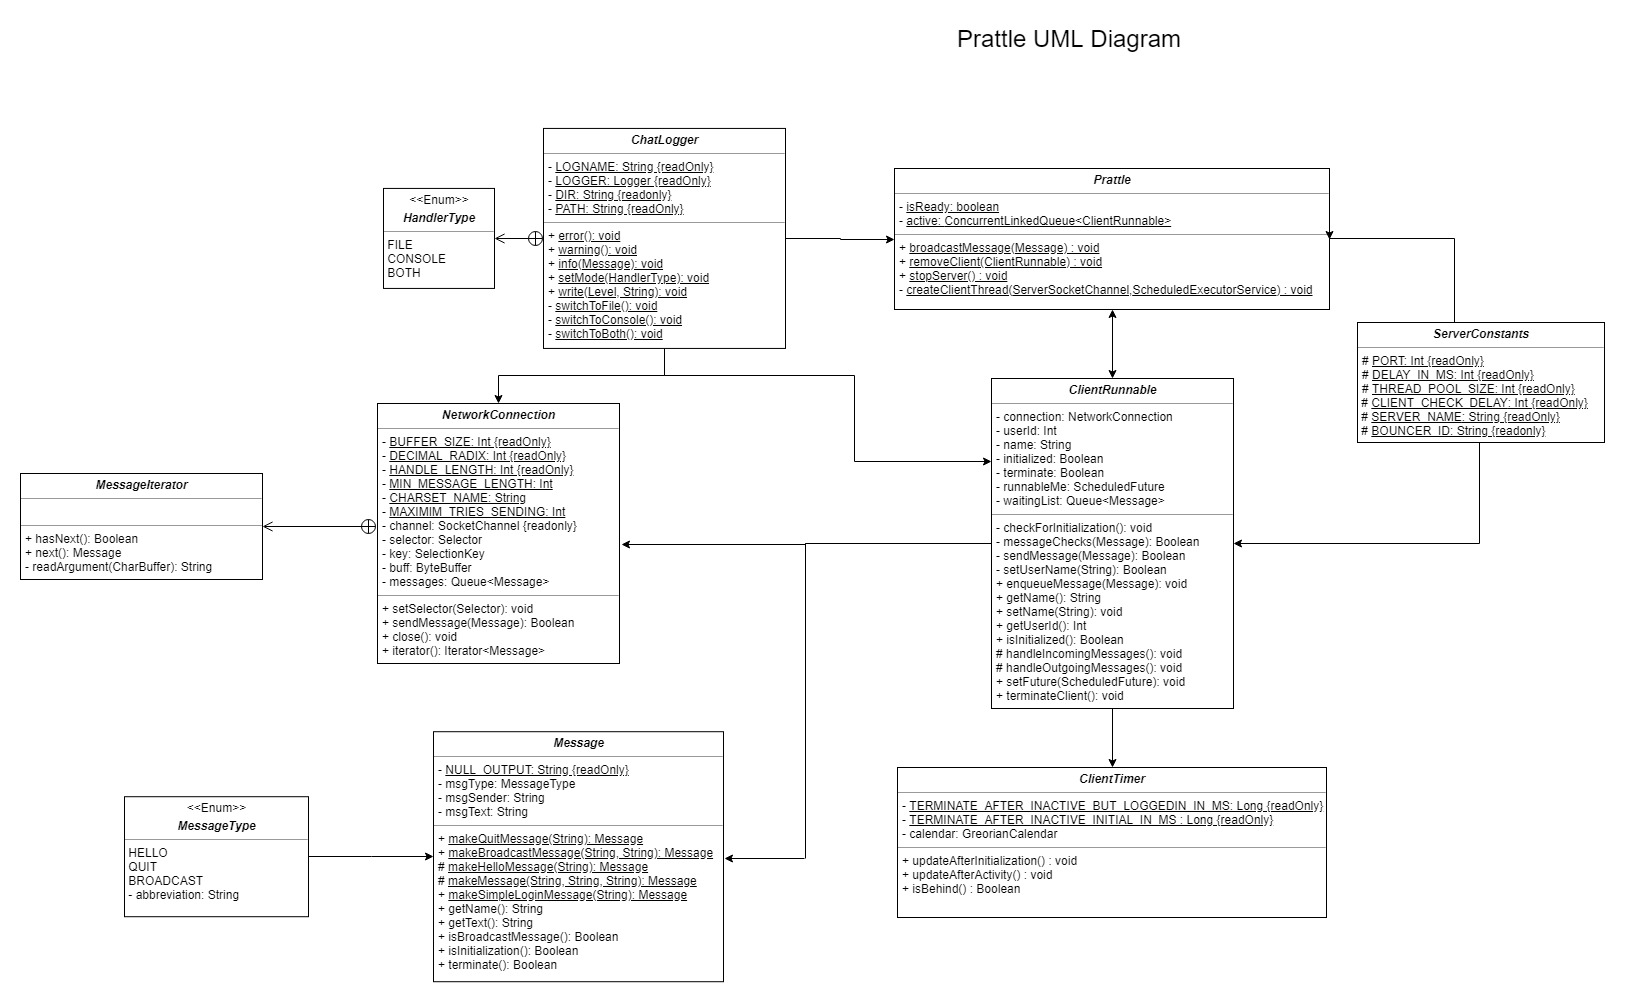 Prattle UML Diagram
ChatLogger
- LOGNAME: String {readOnly}
- LOGGER: Logger {readOnly}
- DIR: String {readonly}
- PATH: String {readOnly}
+ error(): void
+ warning(): void
+ info(Message): void
+ setMode(HandlerType): void
+ write(Level, String): void
- switchToFile(): void
- switchToConsole(): void
- switchToBoth(): void
<<Enum>>
HandlerType
FILE
CONSOLE
BOTH
Prattle
- isReady: boolean
- active: ConcurrentLinkedQueue<ClientRunnable>
+ broadcastMessage(Message) : void
+ removeClient(ClientRunnable) : void
+ stopServer() : void
- createClientThread(ServerSocketChannel,ScheduledExecutorService) : void
ServerConstants
# PORT: Int {readOnly}
# DELAY_IN_MS: Int {readOnly}
# THREAD_POOL_SIZE: Int {readOnly}
# CLIENT_CHECK_DELAY: Int {readOnly}
# SERVER_NAME: String {readOnly}
# BOUNCER_ID: String {readonly}
NetworkConnection
- BUFFER_SIZE: Int {readOnly}
- DECIMAL_RADIX: Int {readOnly}
- HANDLE_LENGTH: Int {readOnly}
- MIN_MESSAGE_LENGTH: Int
- CHARSET_NAME: String
- MAXIMIM_TRIES_SENDING: Int
- channel: SocketChannel {readonly}
- selector: Selector
- key: SelectionKey
- buff: ByteBuffer
- messages: Queue<Message>
+ setSelector(Selector): void
+ sendMessage(Message): Boolean
+ close(): void
+ iterator(): Iterator<Message>
ClientRunnable
- connection: NetworkConnection
- userId: Int
- name: String
- initialized: Boolean
- terminate: Boolean
- runnableMe: ScheduledFuture
- waitingList: Queue<Message>
- checkForInitialization(): void
- messageChecks(Message): Boolean
- sendMessage(Message): Boolean
- setUserName(String): Boolean
+ enqueueMessage(Message): void
+ getName(): String
+ setName(String): void
+ getUserId(): Int
+ isInitialized(): Boolean
# handleIncomingMessages(): void
# handleOutgoingMessages(): void
+ setFuture(ScheduledFuture): void
+ terminateClient(): void
MessageIterator
+ hasNext(): Boolean
+ next(): Message
- readArgument(CharBuffer): String
Message
- NULL_OUTPUT: String {readOnly}
- msgType: MessageType
- msgSender: String
- msgText: String
+ makeQuitMessage(String): Message
+ makeBroadcastMessage(String, String): Message
# makeHelloMessage(String): Message
# makeMessage(String, String, String): Message
+ makeSimpleLoginMessage(String): Message
+ getName(): String
+ getText(): String
+ isBroadcastMessage(): Boolean
+ isInitialization(): Boolean
+ terminate(): Boolean
<<Enum>>
MessageType
HELLO
QUIT
BROADCAST
- abbreviation: String
ClientTimer
- TERMINATE_AFTER_INACTIVE_BUT_LOGGEDIN_IN_MS: Long {readOnly}
- TERMINATE_AFTER_INACTIVE_INITIAL_IN_MS : Long {readOnly}
- calendar: GreorianCalendar
+ updateAfterInitialization() : void
+ updateAfterActivity() : void
+ isBehind() : Boolean